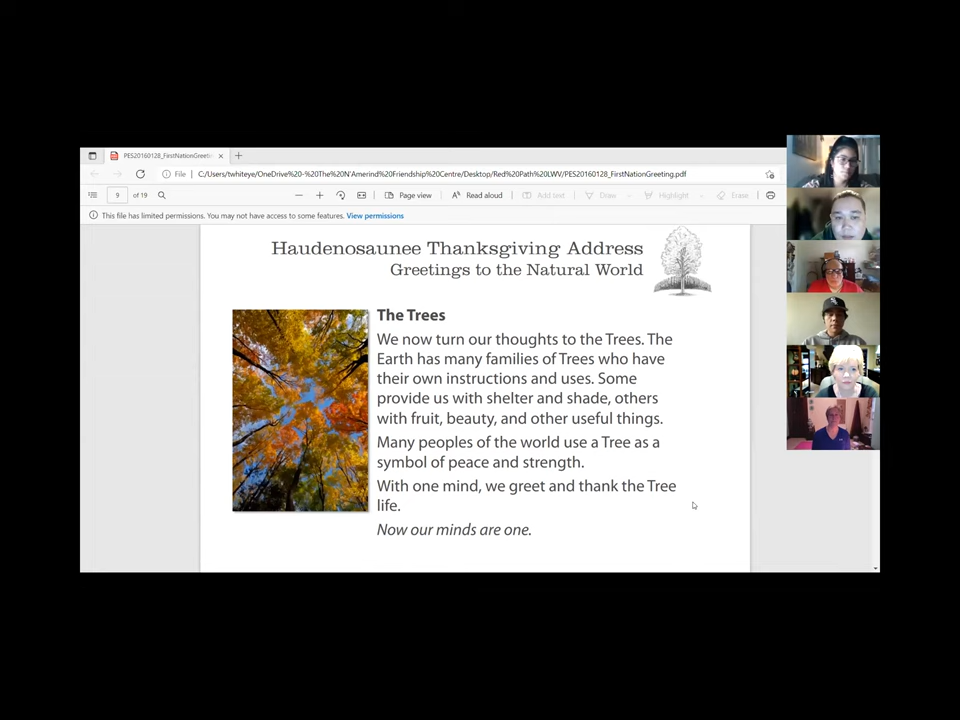 PES20160128_FirstNationGreetin
File
C:/Users/twhiteye/OneDrive%20-%20The%20N'Amerind%20Friendship%20Centre/Desktop/Red%20Path%20LWV/PES20160128_FirstNationGreeting.pdf
9 of 19 Page view Read aloud Add text Draw Highlight Erase
This file has limited permissions. You may not have access to some features. View permissions
Haudenosaunee Thanksgiving Address
Greetings to the Natural World
The Trees
We now turn our thoughts to the Trees. The
Earth has many families of Trees who have
their own instructions and uses. Some
provide us with shelter and shade, others
with fruit, beauty, and other useful things.
Many peoples of the world use a Tree as a
symbol of peace and strength.
With one mind, we greet and thank the Tree
life.
Now our minds are one.